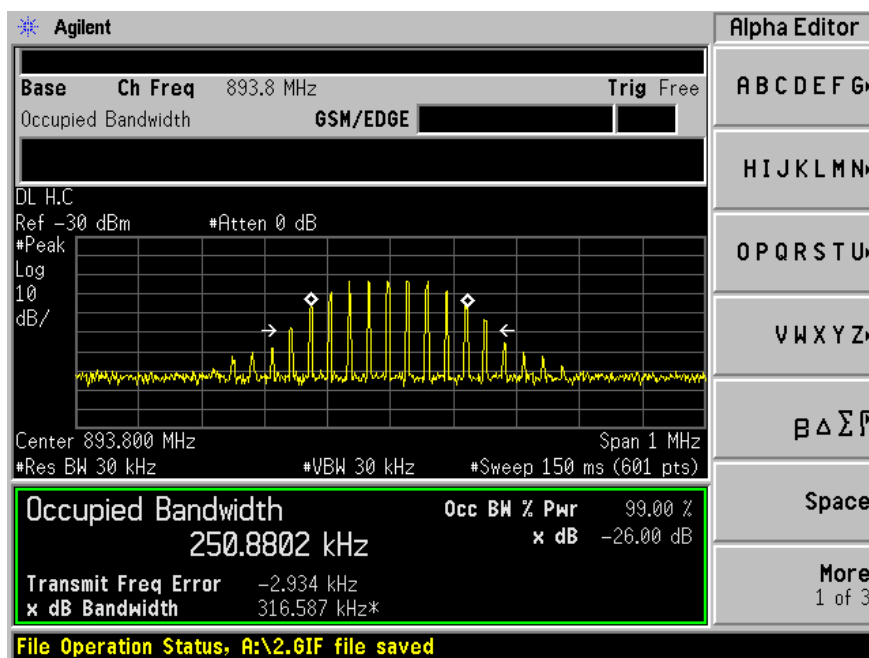 Agilent
Alpha Editor
Base Ch Freq 893.8 MHz Trig Free
Occupied Bandwidth GSM/EDGE
DL H.C
Ref -30 dBm #Atten 0 dB
#Peak
Log
10
dB/
Center 893.800 MHz Span 1 MHz
#Res BW 30 kHz #VBW 30 kHz #Sweep 150 ms (601 pts)
Occupied Bandwidth
250.8802 kHz
Occ BW % Pwr 99.00 %
x dB -26.00 dB
Transmit Freq Error -2.934 kHz
x dB Bandwidth 316.587 kHz*
File Operation Status, A:\2.GIF file saved
A B C D E F G
H I J K L M N
O P Q R S T U
V W X Y Z
β Δ Σ
Space
More
1 of 3